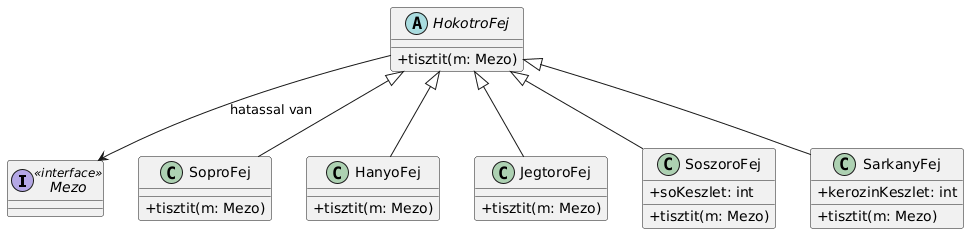 A HokotroFej
+tisztit(m: Mezo)
hatassal van
I <<interface>>
Mezo
C SoproFej
+tisztit(m: Mezo)
C HanyoFej
+tisztit(m: Mezo)
C JegtoroFej
+tisztit(m: Mezo)
C SoszoroFej
+soKeszlet: int
+tisztit(m: Mezo)
C SarkanyFej
+kerozinKeszlet: int
+tisztit(m: Mezo)